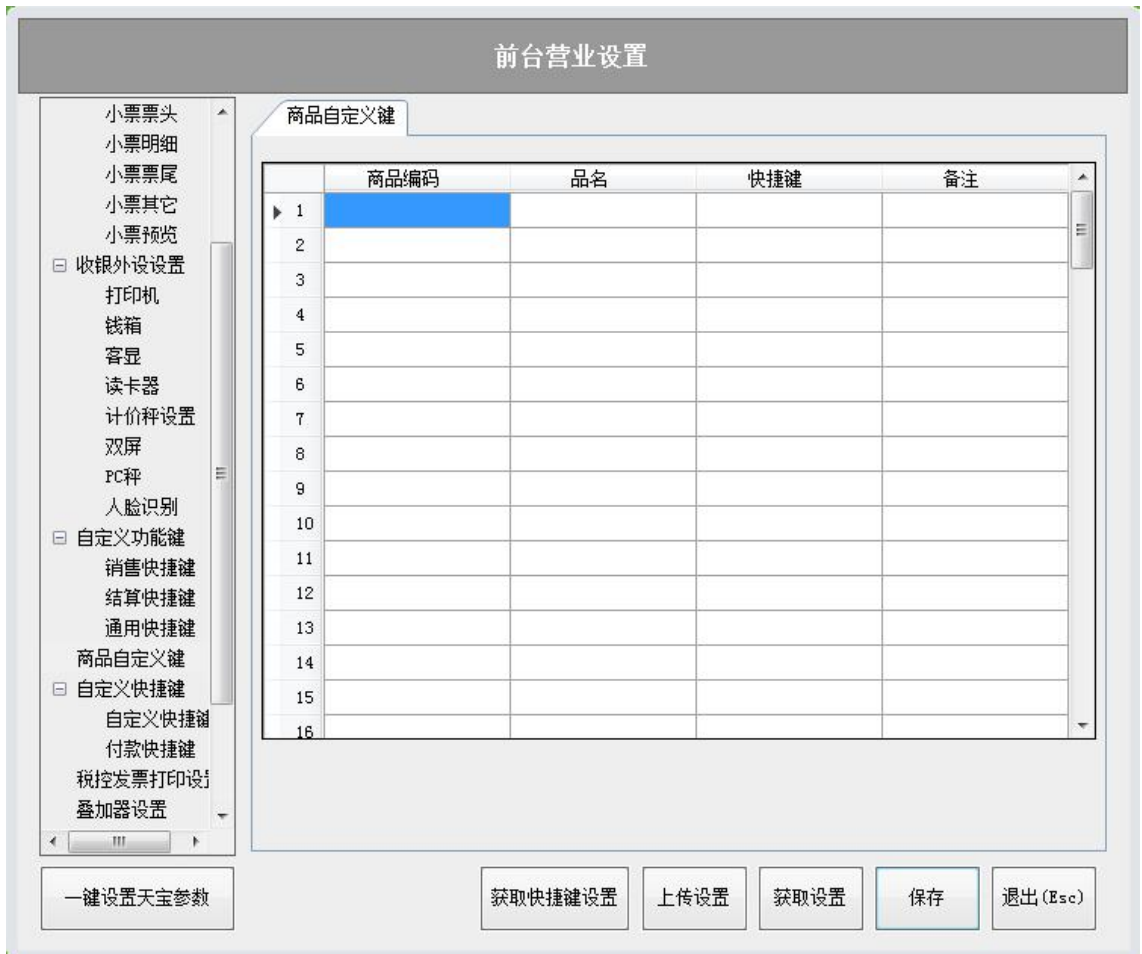 前台营业设置
小票票头
小票明细
小票票尾
小票其它
小票预览
收银外设设置
打印机
钱箱
客显
读卡器
计价秤设置
双屏
PC秤
人脸识别
自定义功能键
销售快捷键
结算快捷键
通用快捷键
商品自定义键
自定义快捷键
自定义快捷键
付款快捷键
税控发票打印设
叠加器设置
商品自定义键
商品编码 品名 快捷键 备注
1
2
3
4
5
6
7
8
9
10
11
12
13
14
15
16
一键设置天宝参数 获取快捷键设置 上传设置 获取设置 保存 退出(Esc)